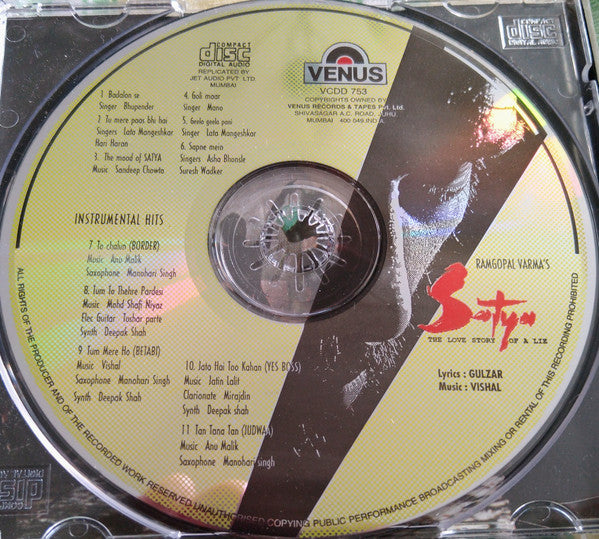 COMPACT
disc
DIGITAL AUDIO
REPLICATED BY
JET AUDIO PVT. LTD.
MUMBAI
VENUS
VCDD 753
COPYRIGHTS OWNED BY
VENUS RECORDS & TAPES Pvt. Ltd.
SHIVASAGAR A.C. ROAD, JUHU
MUMBAI 400 049.INDIA.
1 Badalon se
Singer Bhupender
2. Tu mere paas bhi hai
Singers Lata Mangeshkar
Hari Haran
3. The mood of SATYA
Music Sandeep Chowta
4. Goli maar
Singer Mano
5. Geela geela pani
Singer Lata Mangeshkar
6. Sapne mein
Singers Asha Bhonsle
Suresh Wadker
INSTRUMENTAL HITS
7 To chalun (BORDER)
Music Anu Malik
Saxophone Manohari Singh
8. Tum To Thehre Pardesi
Music Mohd Shafi Niyaz
Elec Guitar Toshar parte
Synth Deepak Shah
9 Tum Mere Ho (BETABI)
Music Vishal
Saxophone Manohari Singh
Synth Deepak Shah
10. Jata Hai Too Kahan (YES BOSS)
Music Jatin Lalit
Clarionate Mirajdin
Synth Deepak shah
11 Tan Tana Tan (JUDWAA)
Music Anu Malik
Saxophone Manohari singh
RAMGOPAL VARMA'S
Satya
THE LOVE STORY OF A LIE
Lyrics : GULZAR
Music : VISHAL
ALL RIGHTS OF THE PRODUCER AND OF THE RECORDED WORK RESERVED UNAUTHORISED COPYING PUBLIC PERFORMANCE BROADCASTING MIXING OR RENTAL OF THIS RECORDING PROHIBITED